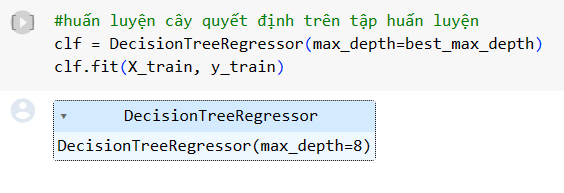 #huấn luyện cây quyết định trên tập huấn luyện
clf = DecisionTreeRegressor(max_depth=best_max_depth)
clf.fit(X_train, y_train)
DecisionTreeRegressor
DecisionTreeRegressor(max_depth=8)